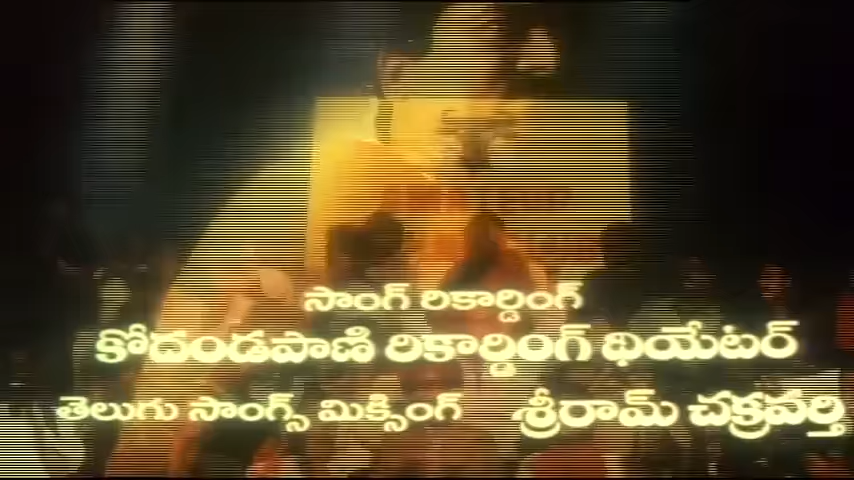 సాంగ్ రికార్డింగ్
కోదండపాణి రికార్డింగ్ థియేటర్
తెలుగు సాంగ్స్ మిక్సింగ్ శ్రీరామ్ చక్రవర్తి